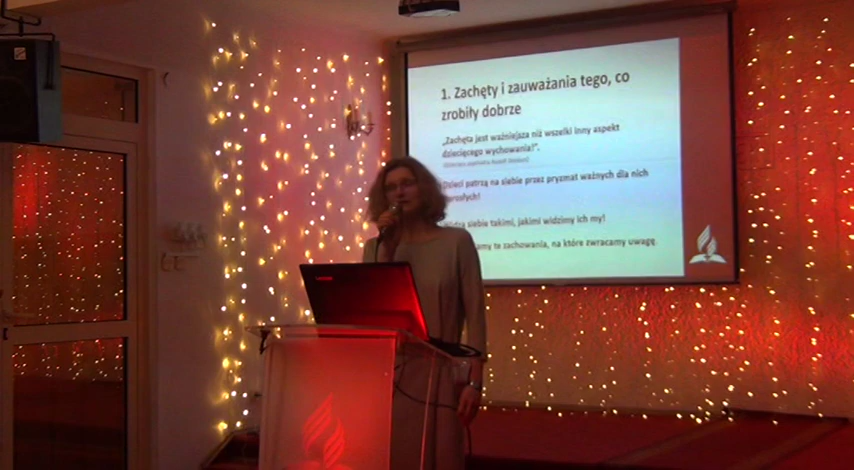 1. Zachęty i zauważania tego, co
zrobiły dobrze
„Zachęta jest ważniejsza niż wszelki inny aspekt
dziecięcego wychowania!".
Dzieci patrzą na siebie przez pryzmat ważnych dla nich
siebie takimi, jakimi widzimy ich my!
te zachowania, na które zwracamy uwagę.